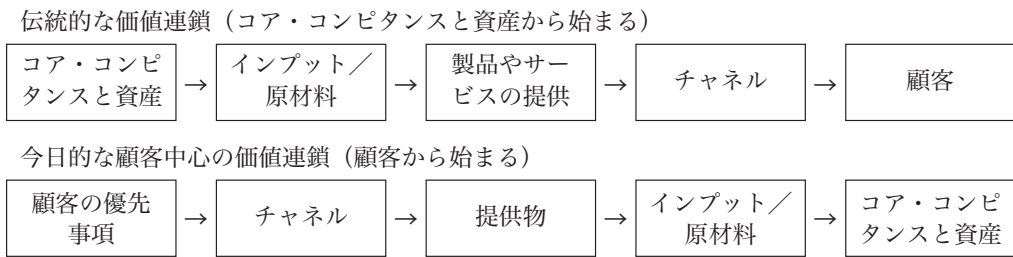 伝統的な価値連鎖（コア・コンピタンスと資産から始まる）
コア・コンピ
タンスと資産
→
インプット／
原材料
→
製品やサー
ビスの提供
→
チャネル
→
顧客
今日的な顧客中心の価値連鎖（顧客から始まる）
顧客の優先
事項
→
チャネル
→
提供物
→
インプット／
原材料
→
コア・コンピ
タンスと資産